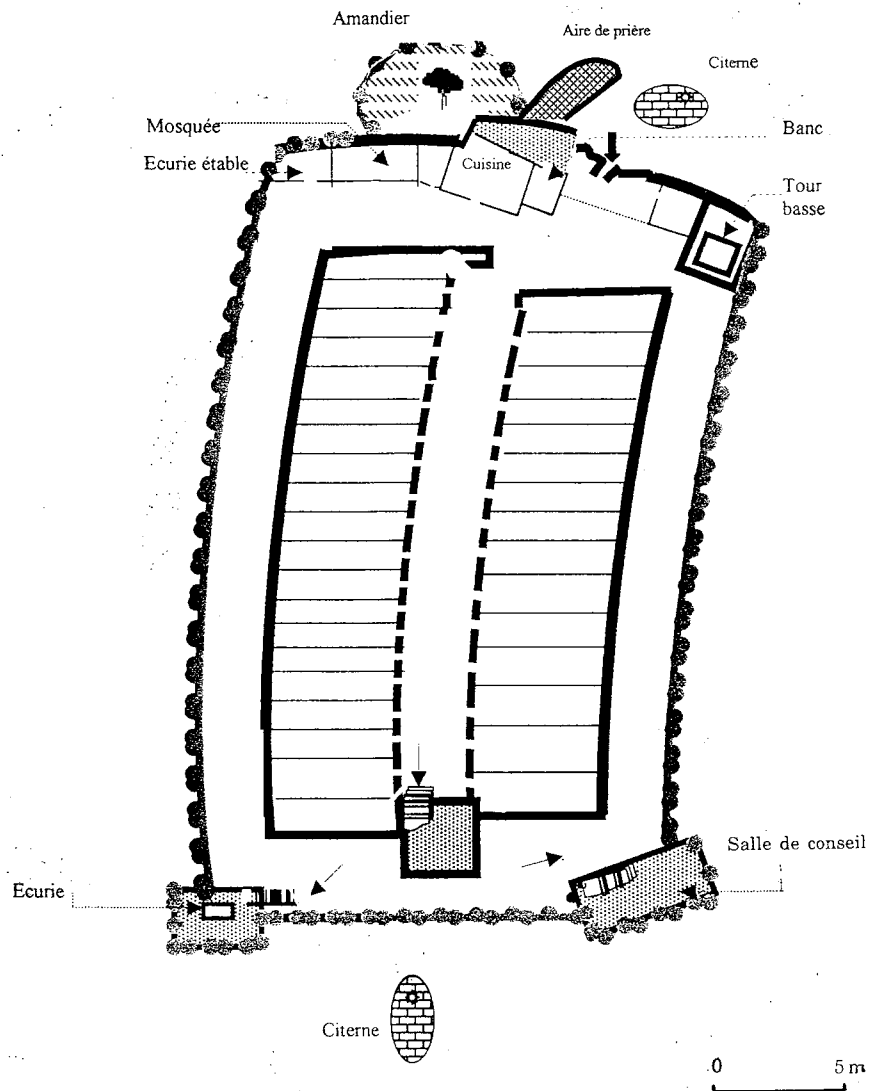 Amandier
Aire de prière
Citerne
Mosquée
Banc
Ecurie étable
Cuisine
Tour
basse
Salle de conseil
Ecurie
Citerne
0 5 m